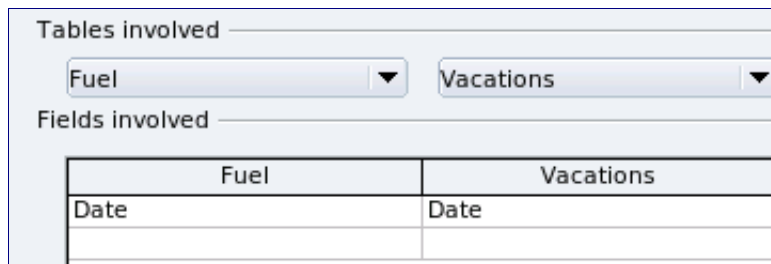 Tables involved
Fuel Vacations
Fields involved
Fuel Vacations
Date Date